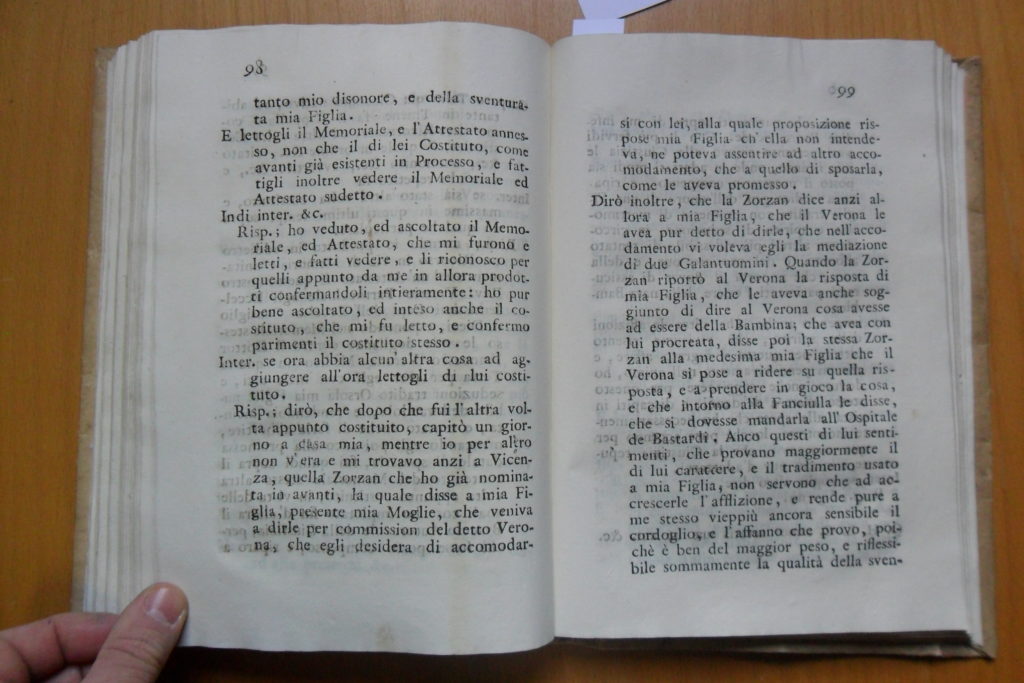 98
tanto mio disonore, e della sventura-
ta mia Figlia.
E lettogli il Memoriale, e l'Attestato annes-
so, non che il di lei Costituto, come
avanti già esistenti in Processo, e fat-
tigli inoltre vedere il Memoriale ed
Attestato sudetto.
Indi inter. &c.
Risp.; ho veduto, ed ascoltato il Memo-
riale, ed Attestato, che mi furono e
letti, e fatti vedere, e li riconosco per
quelli appunto da me in allora prodot-
ti confermandoli intieramente: ho pur
bene ascoltato, ed inteso anche il co-
stituto, che mi fu letto, e confermo
parimenti il costituto stesso.
Inter. se ora abbia alcun'altra cosa ad ag-
giungere all'ora lettogli di lui costi-
tuto.
Risp.; dirò, che dopo che fui l'altra vol-
ta appunto costituito, capitò un gior-
no a casa mia, mentre io per altro
non v'era e mi trovavo anzi a Vicen-
za, quella Zorzan che ho già nomina-
ta in avanti, la quale disse a mia Fi-
glia, presente mia Moglie, che veniva
a dirle per commission del detto Vero-
na, che egli desidera di accomodar-
99
si con lei, alla quale proposizione ris-
pose mia Figlia ch'ella non intende-
va, ne poteva assentire ad altro acco-
modamento, che a quello di sposarla,
come le aveva promesso.
Dirò inoltre, che la Zorzan dice anzi al-
lora a mia Figlia, che il Verona le
avea pur detto di dirle, che nell'acco-
damento vi voleva egli la mediazione
di due Galantuomini. Quando la Zor-
zan riportò al Verona la risposta di
mia Figlia, che le aveva anche sog-
giunto di dire al Verona cosa avesse
ad essere della Bambina; che avea con
lui procreata, disse poi la stessa Zor-
zan alla medesima mia Figlia che il
Verona si pose a ridere su quella ris-
posta, e a prendere in gioco la cosa,
e che intorno alla Fanciulla le disse,
che si dovesse mandarla all'Ospitale
de Bastardi. Anco questi di lui senti-
menti, che provano maggiormente il
di lui carattere, e il tradimento usato
a mia Figlia, non servono che ad ac-
crescerle l'afflizione, e rende pure a
me stesso vieppiù ancora sensibile il
cordoglio, e l'affanno che provo, poi-
chè è ben del maggior peso, e riflessi-
bile sommamente la qualità della sven-